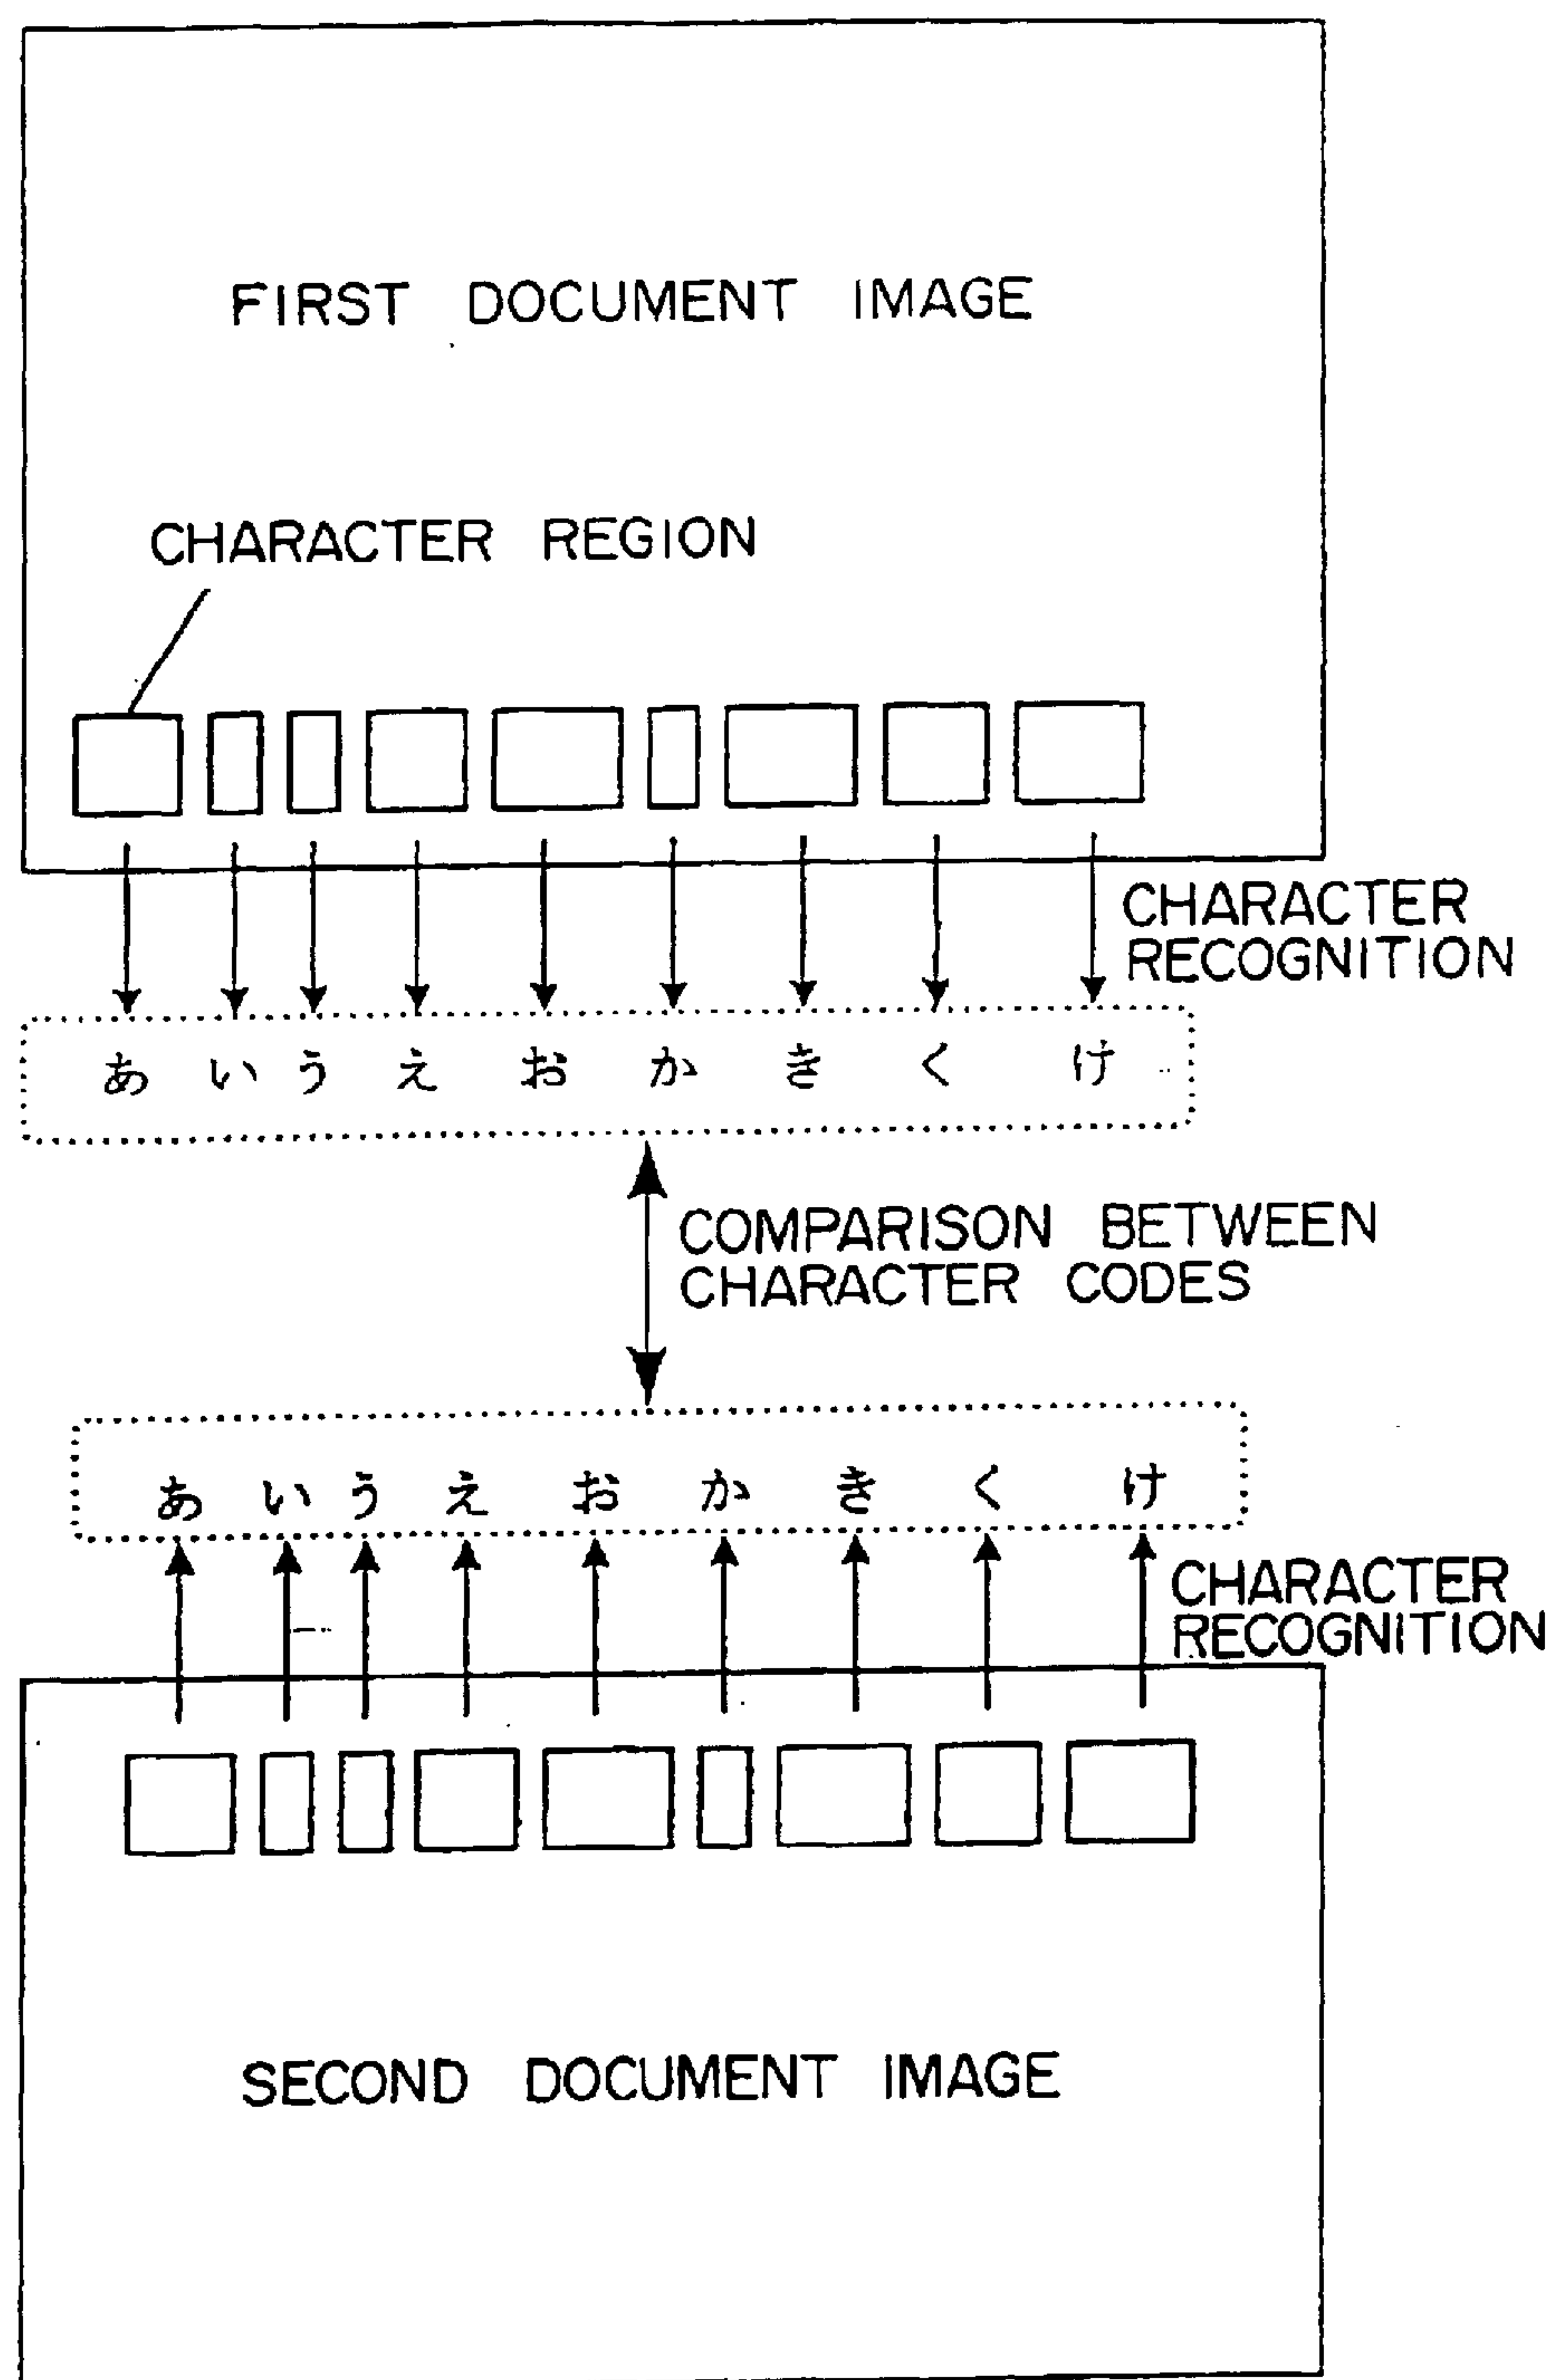 FIRST DOCUMENT IMAGE
CHARACTER REGION
CHARACTER
RECOGNITION
あ い う え お か き く け
COMPARISON BETWEEN
CHARACTER CODES
あ い う え お か き く け
CHARACTER
RECOGNITION
SECOND DOCUMENT IMAGE